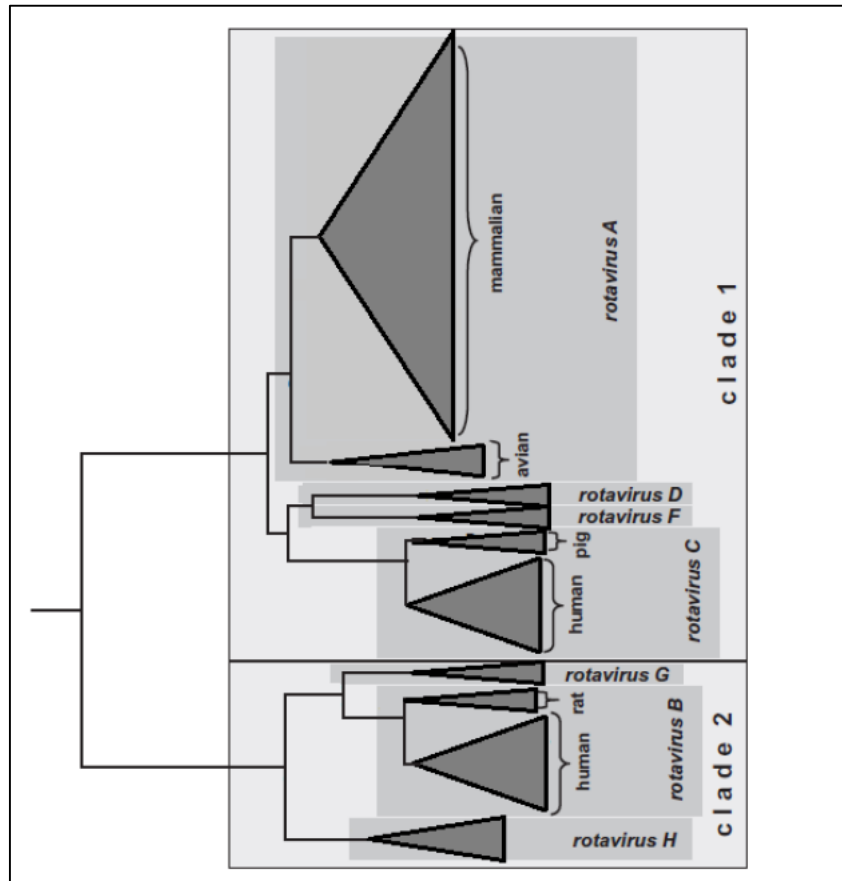 mammalian
rotavirus A
clade 1
avian
rotavirus D
rotavirus F
pig
rotavirus C
human
rotavirus G
rat
rotavirus B
human
clade 2
rotavirus H